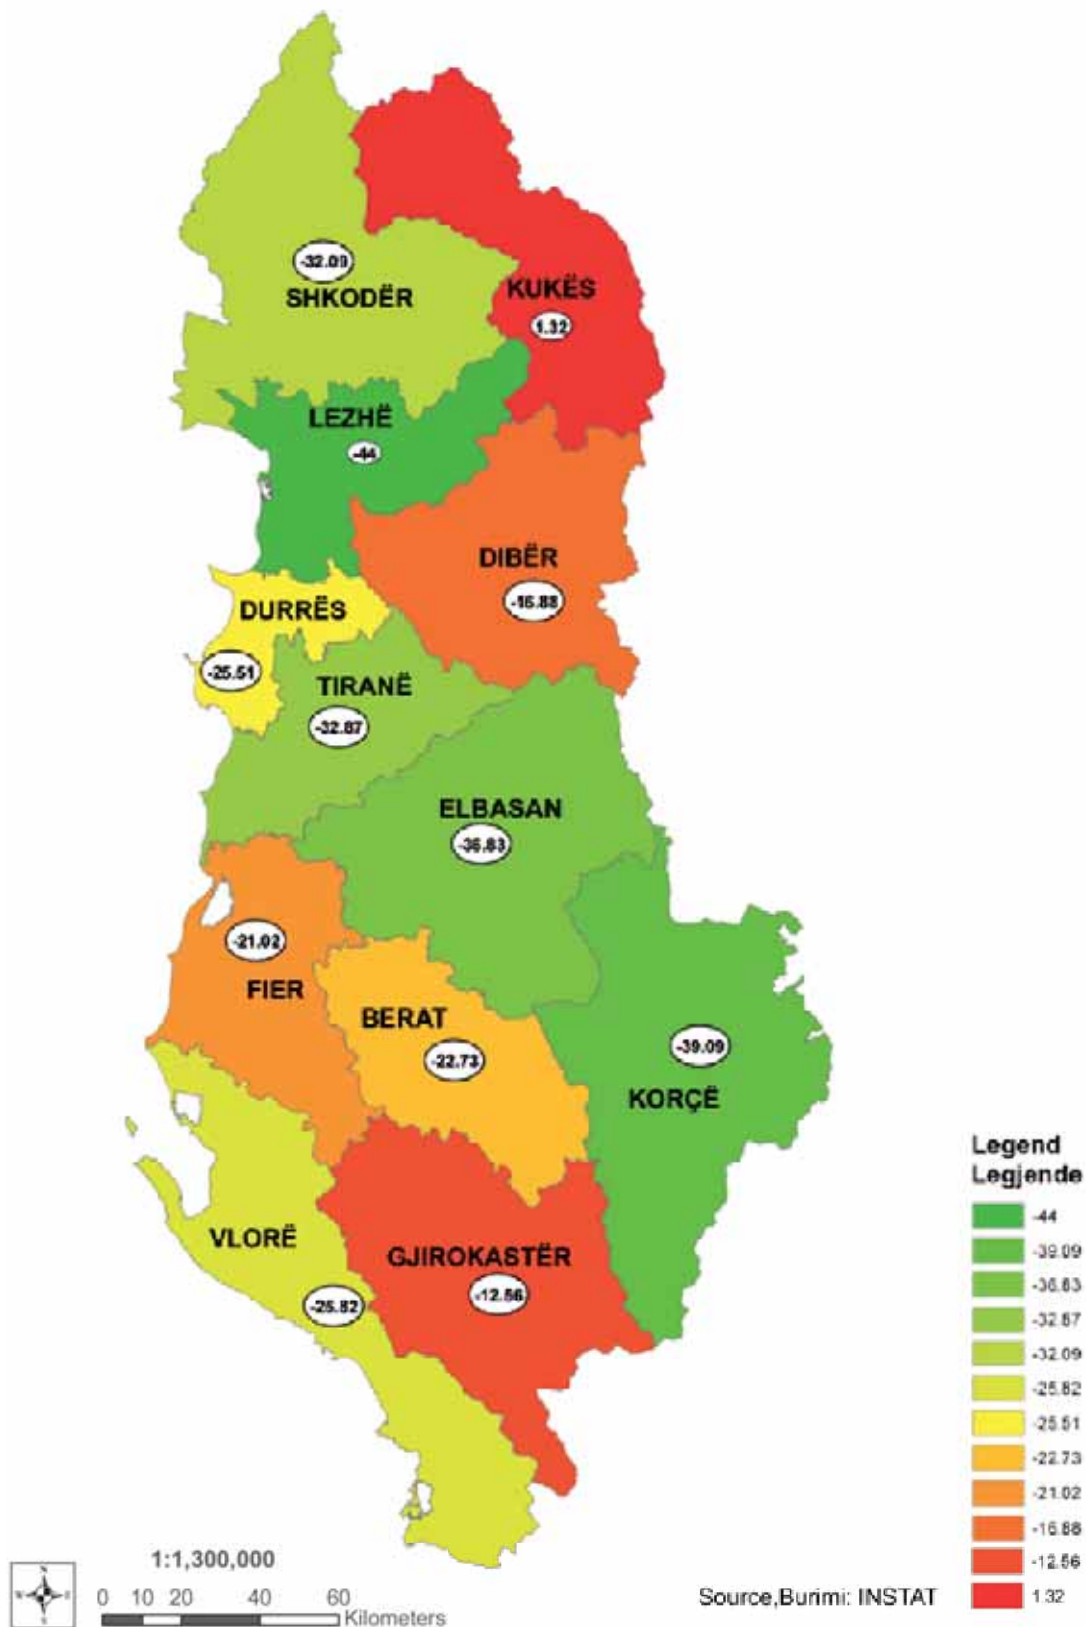 -32.09
SHKODËR
KUKËS
1.32
LEZHË
-44
DIBËR
-16.88
DURRËS
-25.51
TIRANË
-32.87
ELBASAN
-36.83
-21.02
FIER
BERAT
-22.73
-39.09
KORÇË
VLORË
-25.82
GJIROKASTËR
-12.56
Legend
Legjende
-44
-39.09
-36.83
-32.87
-32.09
-25.82
-25.51
-22.73
-21.02
-16.88
-12.56
1.32
1:1,300,000
0 10 20 40 60
Kilometers
N
W E
S
Source,Burimi: INSTAT